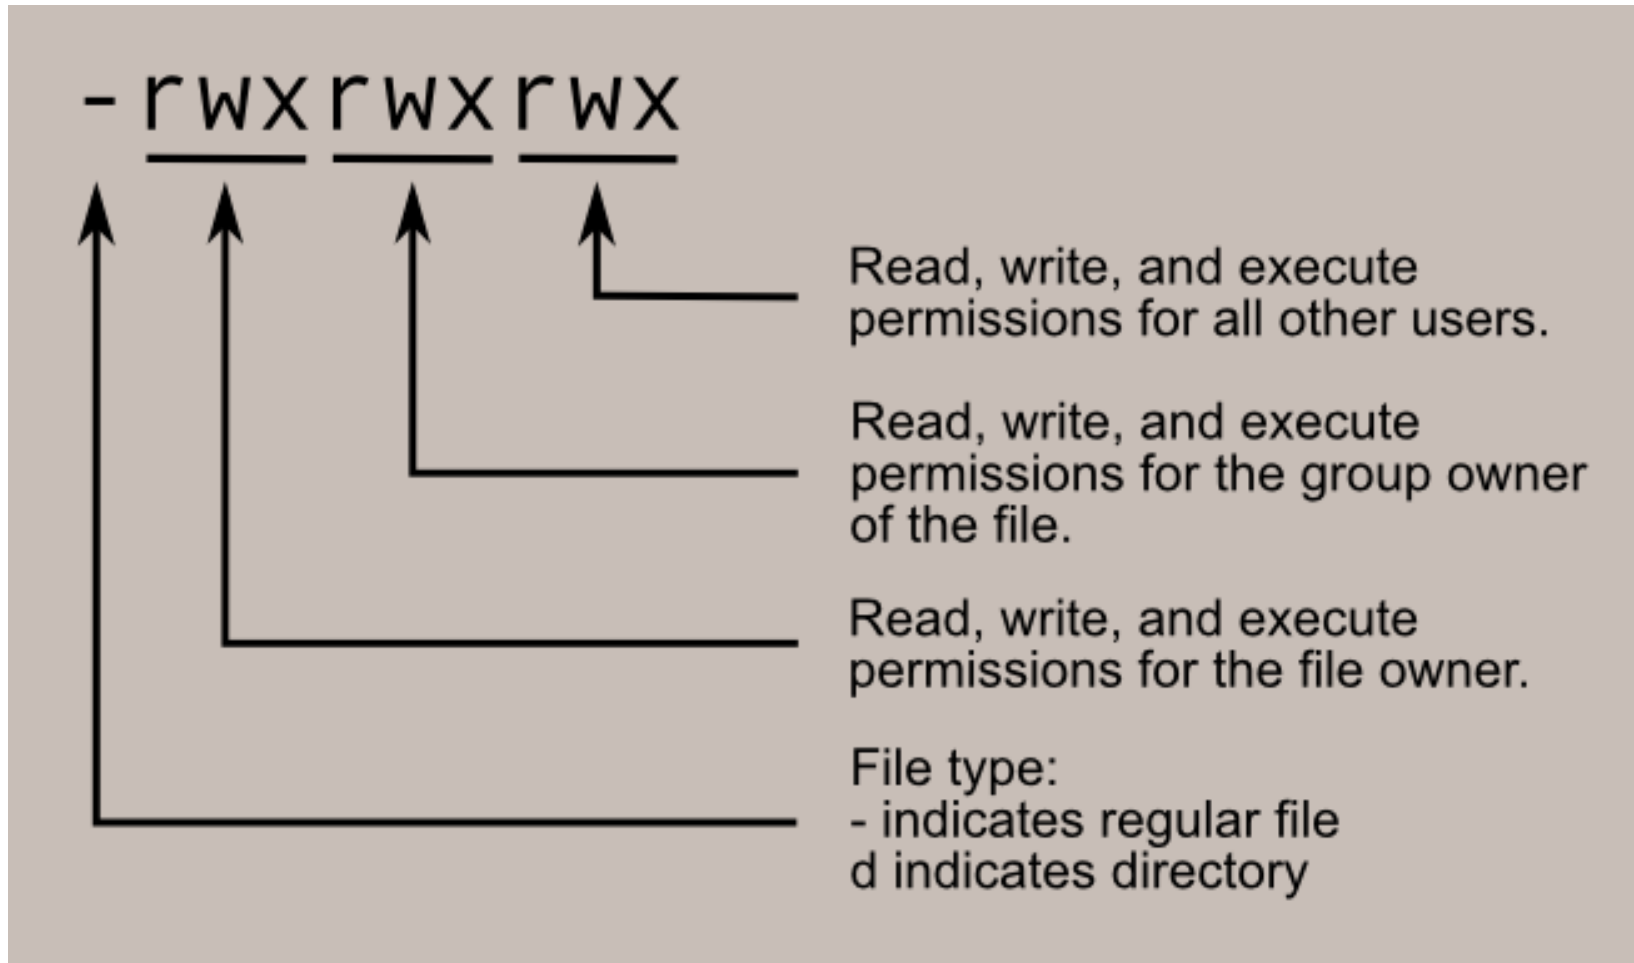 -rwxrwxrwx
Read, write, and execute
permissions for all other users.
Read, write, and execute
permissions for the group owner
of the file.
Read, write, and execute
permissions for the file owner.
File type:
- indicates regular file
d indicates directory